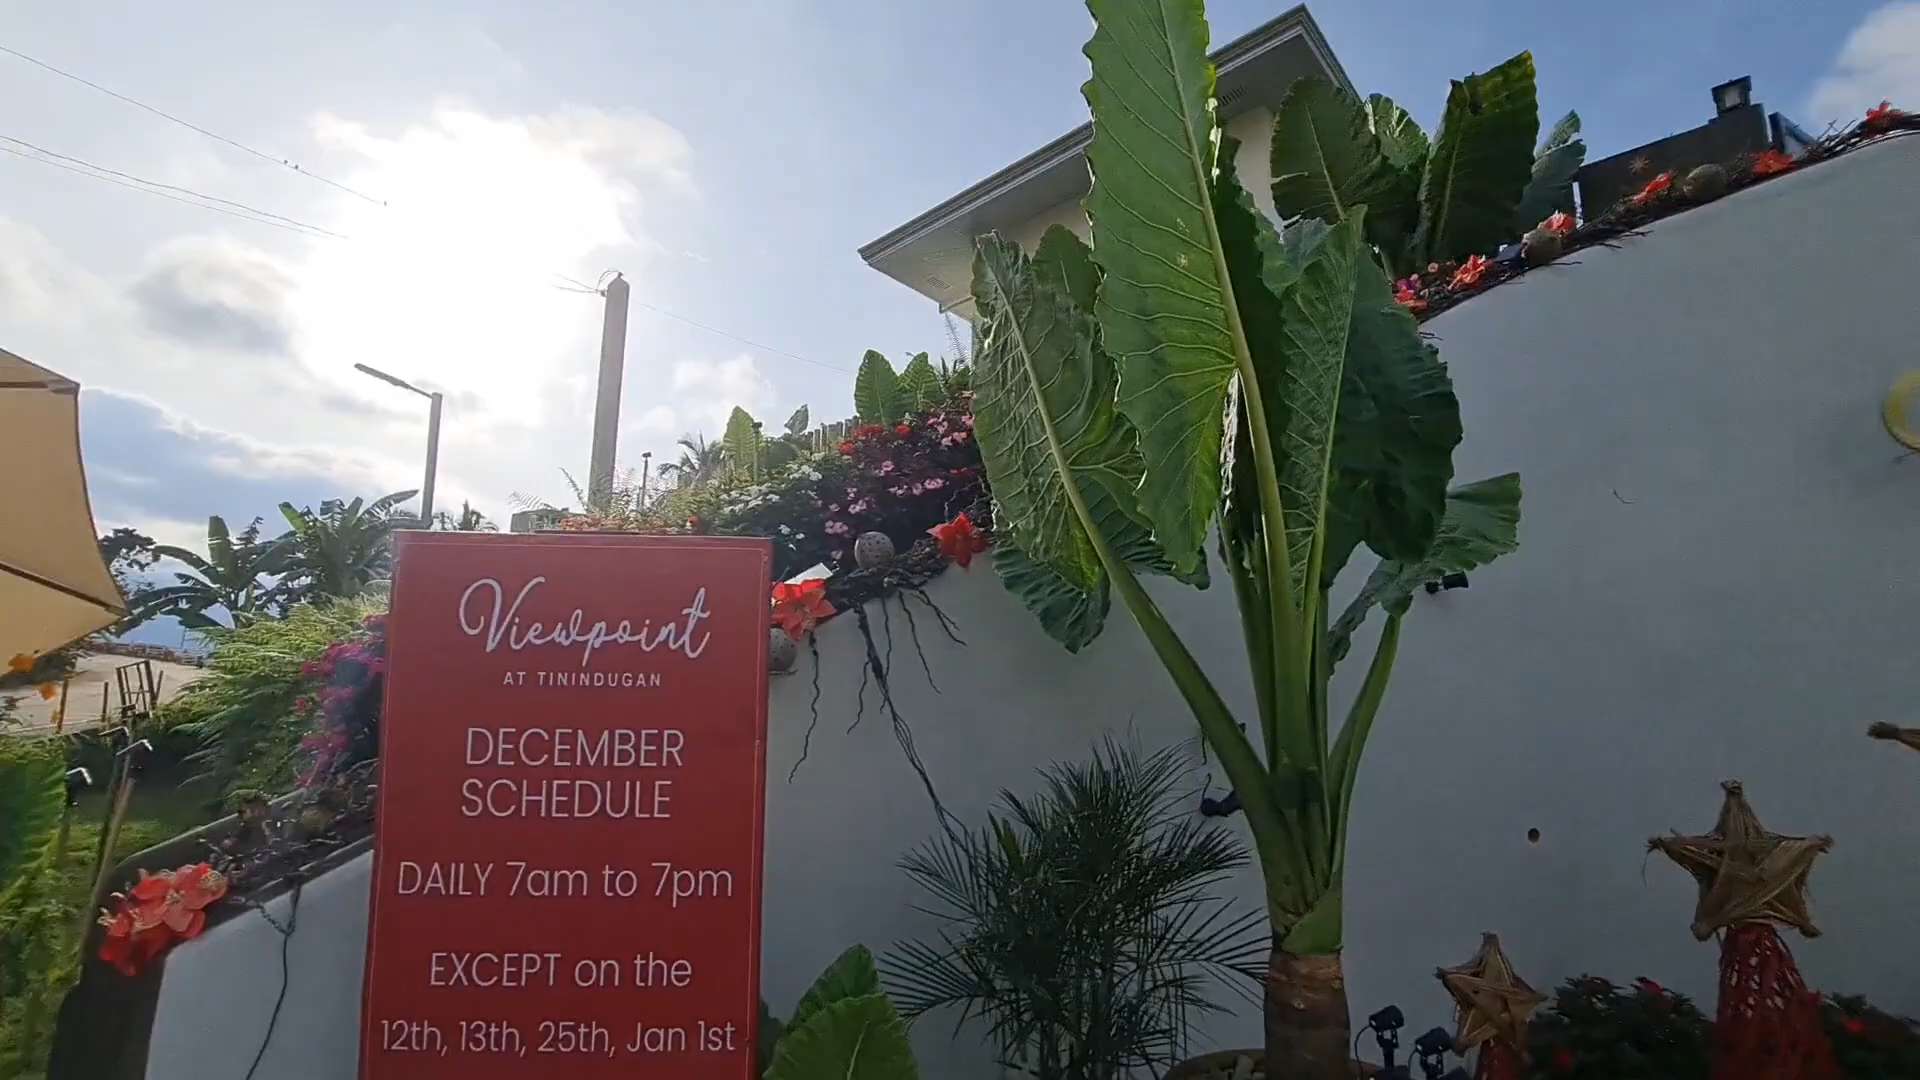 Viewpoint
AT TININDUGAN
DECEMBER
SCHEDULE
DAILY 7am to 7pm
EXCEPT on the
12th, 13th, 25th, Jan 1st